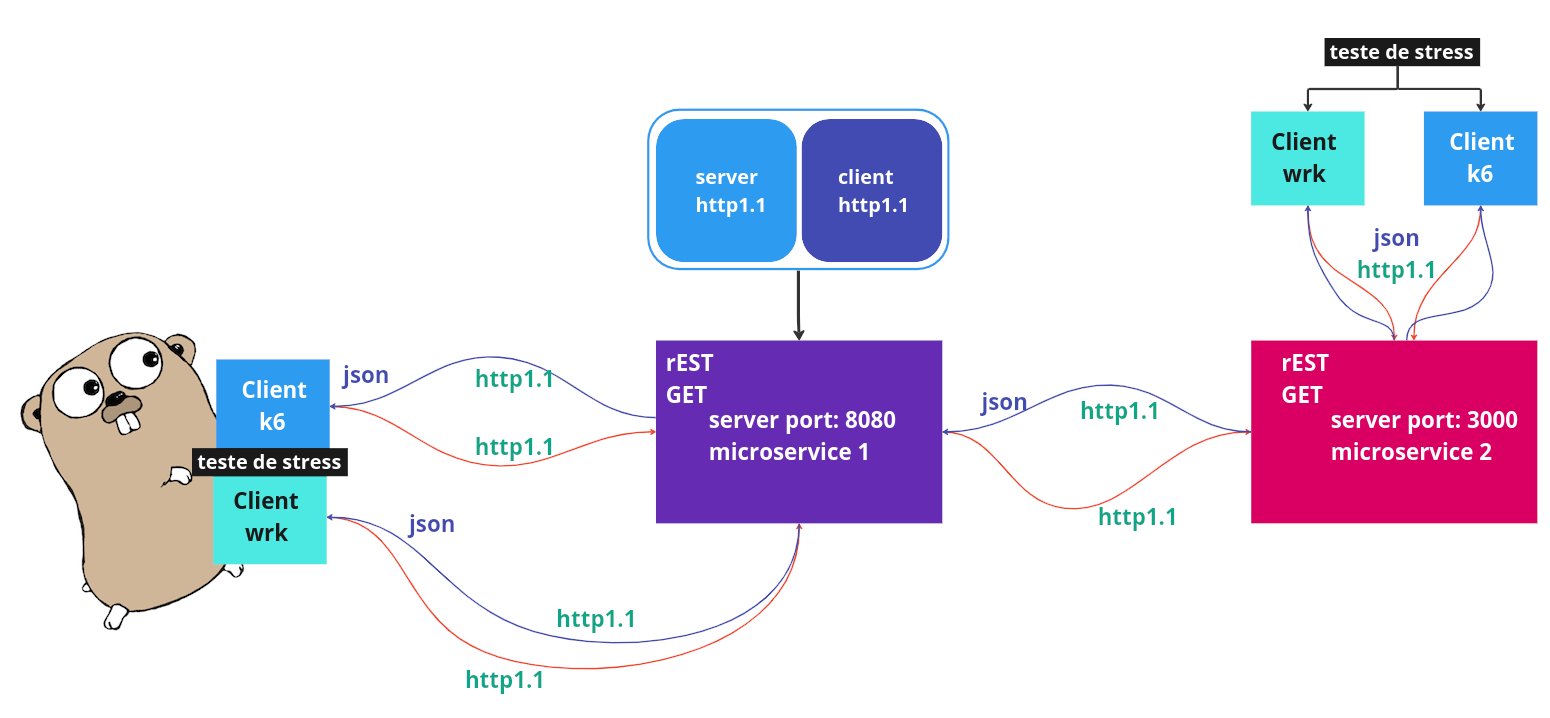 teste de stress
Client
wrk
Client
k6
json
http1.1
server
http1.1
client
http1.1
Client
k6
teste de stress
Client
wrk
json
http1.1
http1.1
json
http1.1
http1.1
rEST
GET
server port: 8080
microservice 1
json
http1.1
http1.1
rEST
GET
server port: 3000
microservice 2